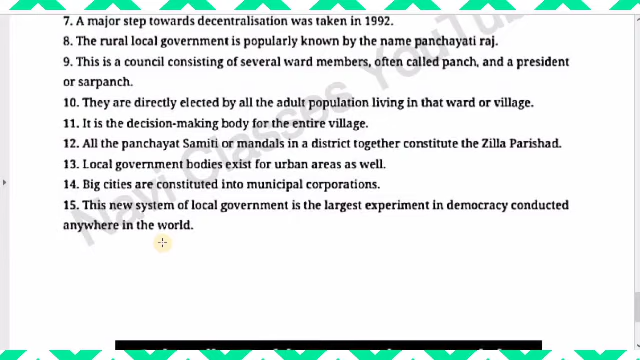 7. A major step towards decentralisation was taken in 1992.
8. The rural local government is popularly known by the name panchayati raj.
9. This is a council consisting of several ward members, often called panch, and a president
or sarpanch.
10. They are directly elected by all the adult population living in that ward or village.
11. It is the decision-making body for the entire village.
12. All the panchayat Samiti or mandals in a district together constitute the Zilla Parishad.
13. Local government bodies exist for urban areas as well.
14. Big cities are constituted into municipal corporations.
15. This new system of local government is the largest experiment in democracy conducted
anywhere in the world.
Navi Classes YouTube